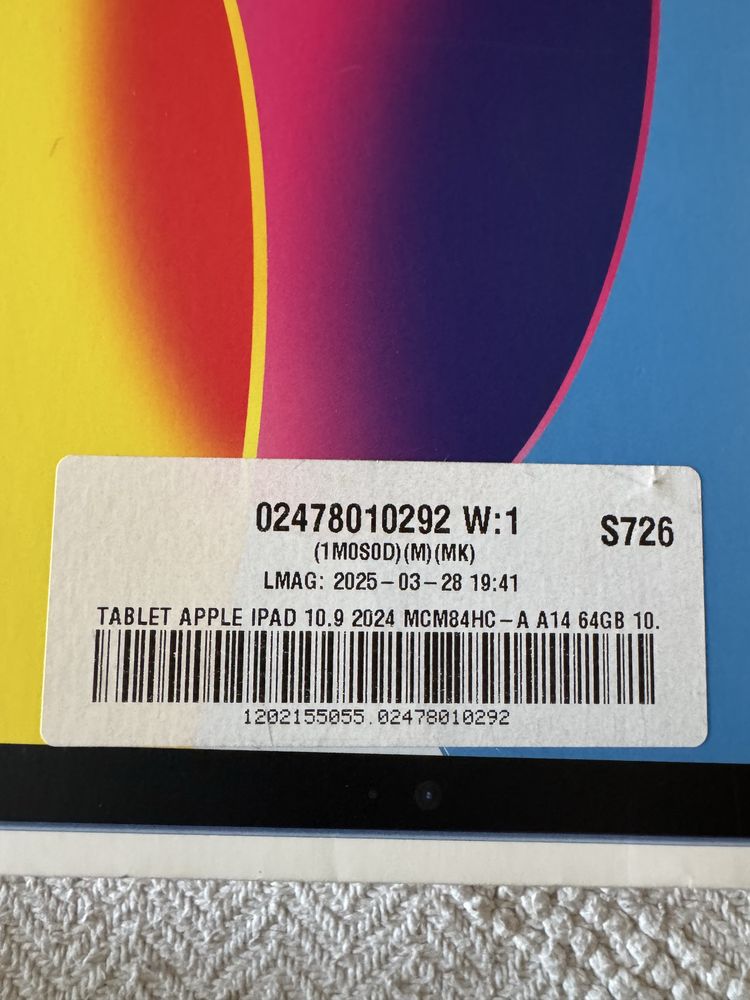 02478010292 W:1
S726
(1MOSOD)(M)(MK)
LMAG: 2025-03-28 19:41
TABLET APPLE IPAD 10.9 2024 MCM84HC-A A14 64GB 10.
1202155055.02478010292